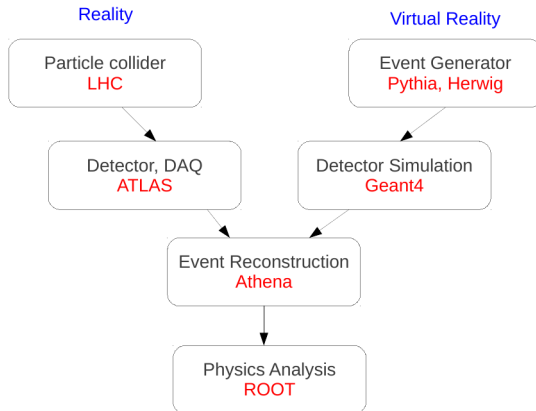 Reality
Virtual Reality
Particle collider
LHC
Event Generator
Pythia, Herwig
Detector, DAQ
ATLAS
Detector Simulation
Geant4
Event Reconstruction
Athena
Physics Analysis
ROOT